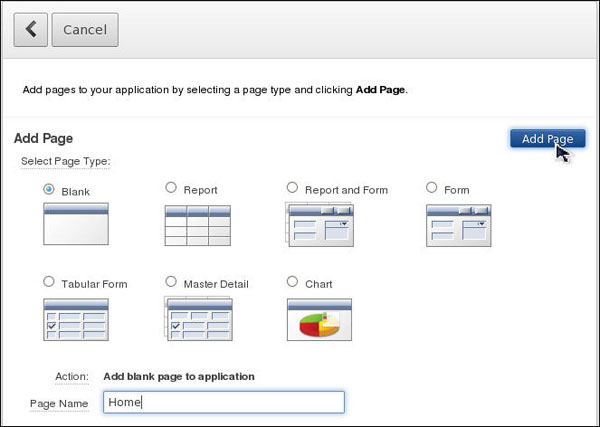 Cancel
Add pages to your application by selecting a page type and clicking Add Page.
Add Page
Add Page
Select Page Type:
Blank
Report
Report and Form
Form
Tabular Form
Master Detail
Chart
Action: Add blank page to application
Page Name Home